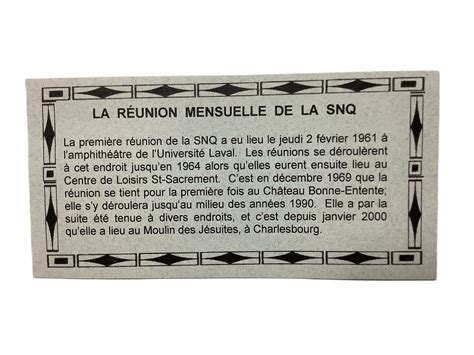 LA RÉUNION MENSUELLE DE LA SNQ
La première réunion de la SNQ a eu lieu le jeudi 2 février 1961 à
l'amphithéâtre de l'Université Laval. Les réunions se déroulèrent
à cet endroit jusqu'en 1964 alors qu'elles eurent ensuite lieu au
Centre de Loisirs St-Sacrement. C'est en décembre 1969 que la
réunion se tient pour la première fois au Château Bonne-Entente;
elle s'y déroulera jusqu'au milieu des années 1990. Elle a par la
suite été tenue à divers endroits, et c'est depuis janvier 2000
qu'elle a lieu au Moulin des Jésuites, à Charlesbourg.